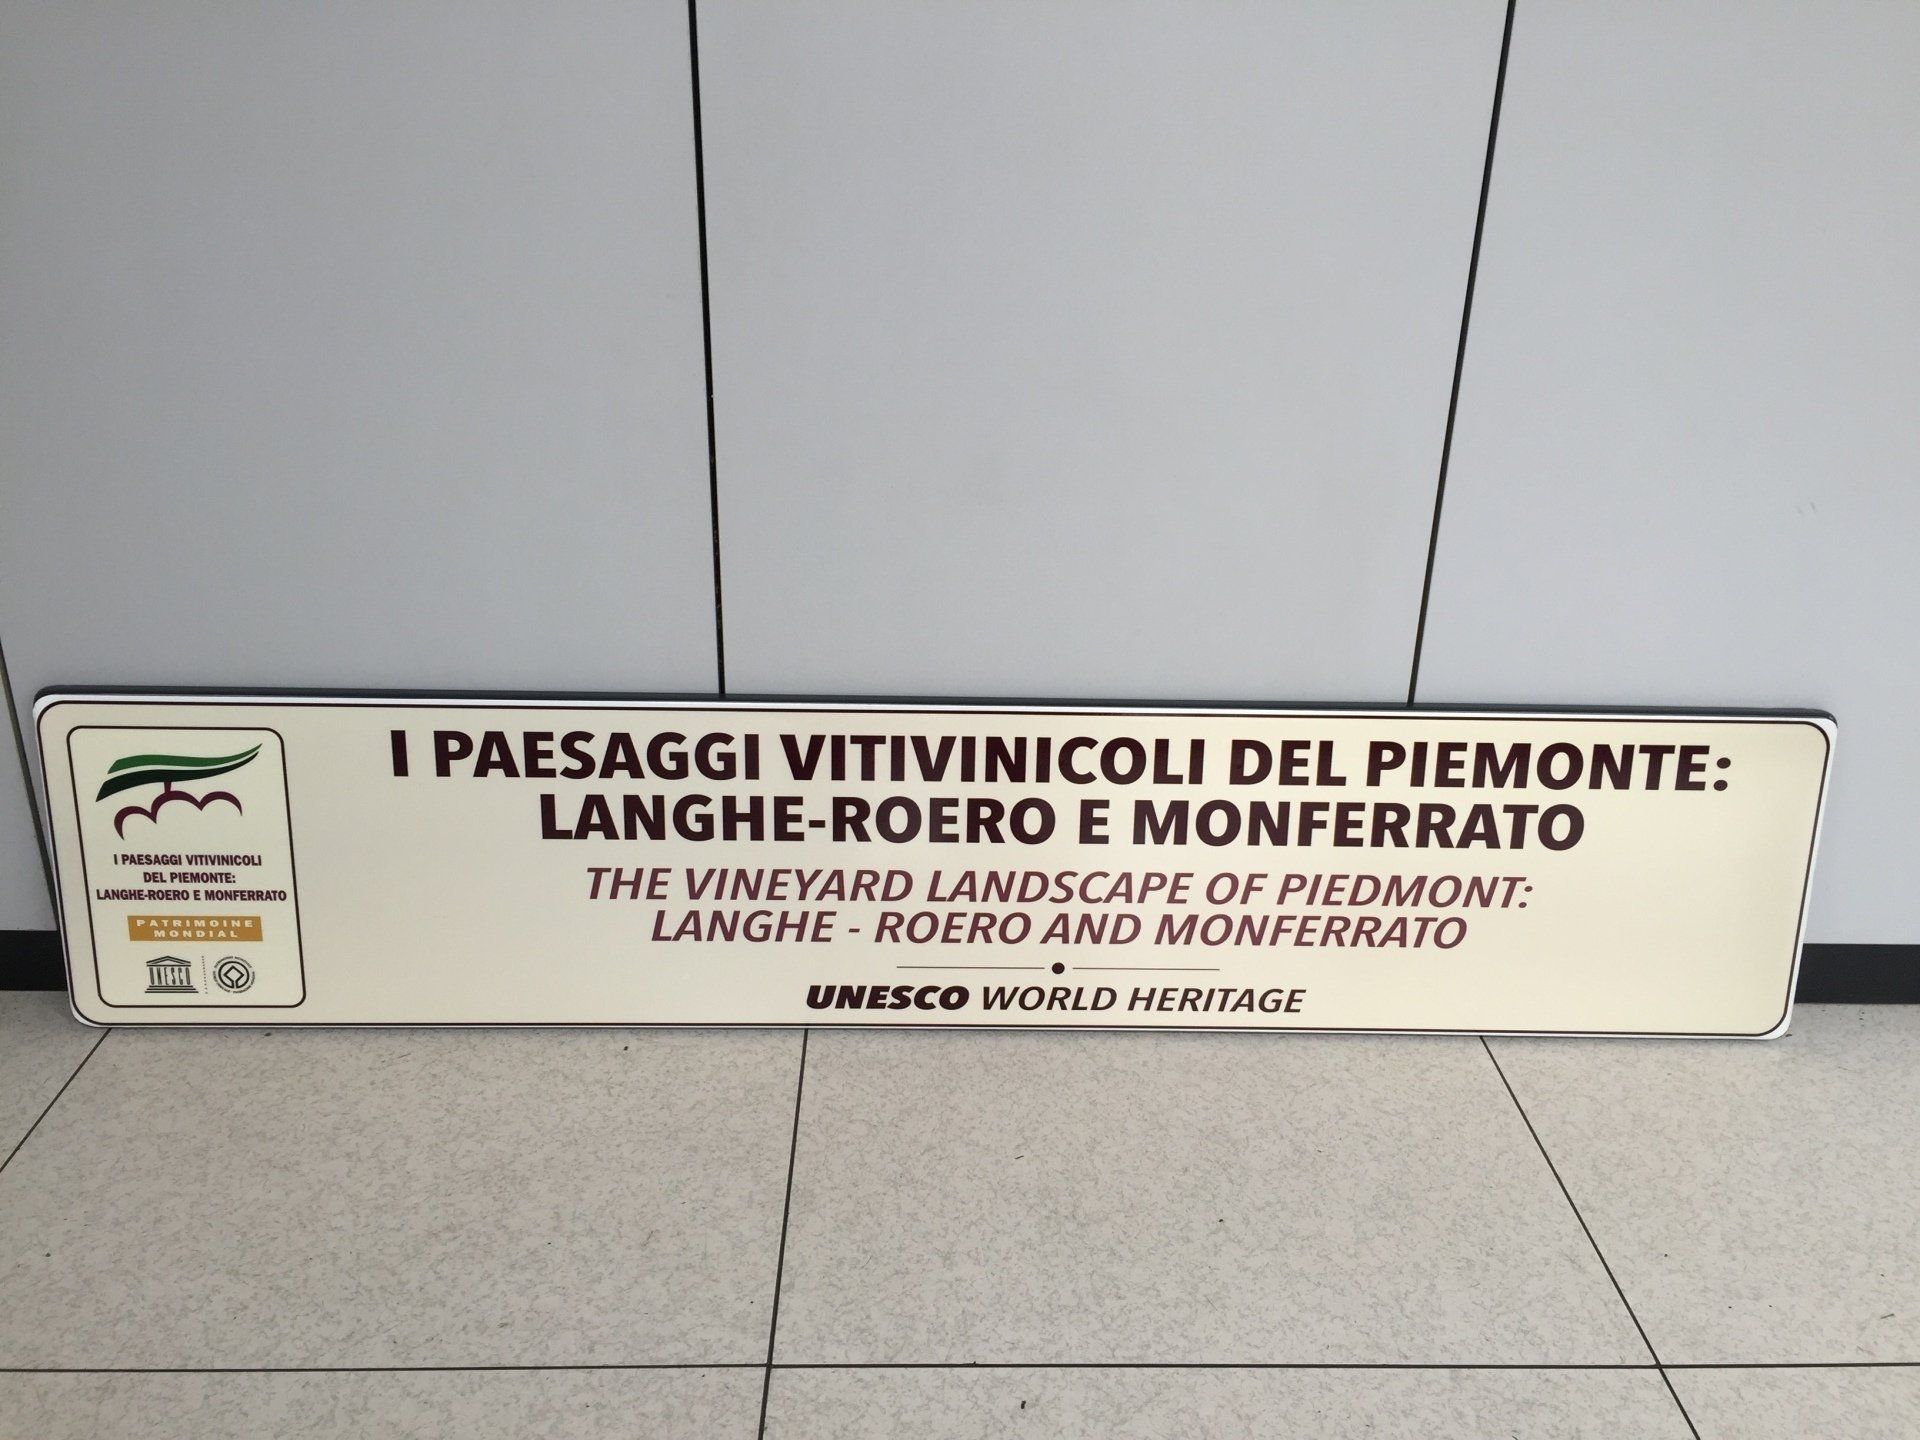 I PAESAGGI VITIVINICOLI
DEL PIEMONTE:
LANGHE-ROERO E MONFERRATO
PATRIMOINE
MONDIAL
UNESCO
I PAESAGGI VITIVINICOLI DEL PIEMONTE:
LANGHE-ROERO E MONFERRATO
THE VINEYARD LANDSCAPE OF PIEDMONT:
LANGHE - ROERO AND MONFERRATO
UNESCO WORLD HERITAGE